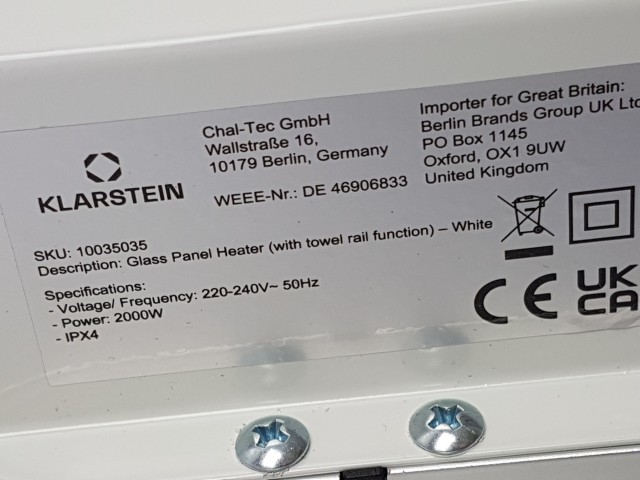 KLARSTEIN
Chal-Tec GmbH
Wallstraße 16,
10179 Berlin, Germany
WEEE-Nr.: DE 46906833
Importer for Great Britain:
Berlin Brands Group UK Ltd
PO Box 1145
Oxford, OX1 9UW
United Kingdom
SKU: 10035035
Description: Glass Panel Heater (with towel rail function) – White
Specifications:
- Voltage/ Frequency: 220-240V~ 50Hz
- Power: 2000W
- IPX4
CE
UK
CA